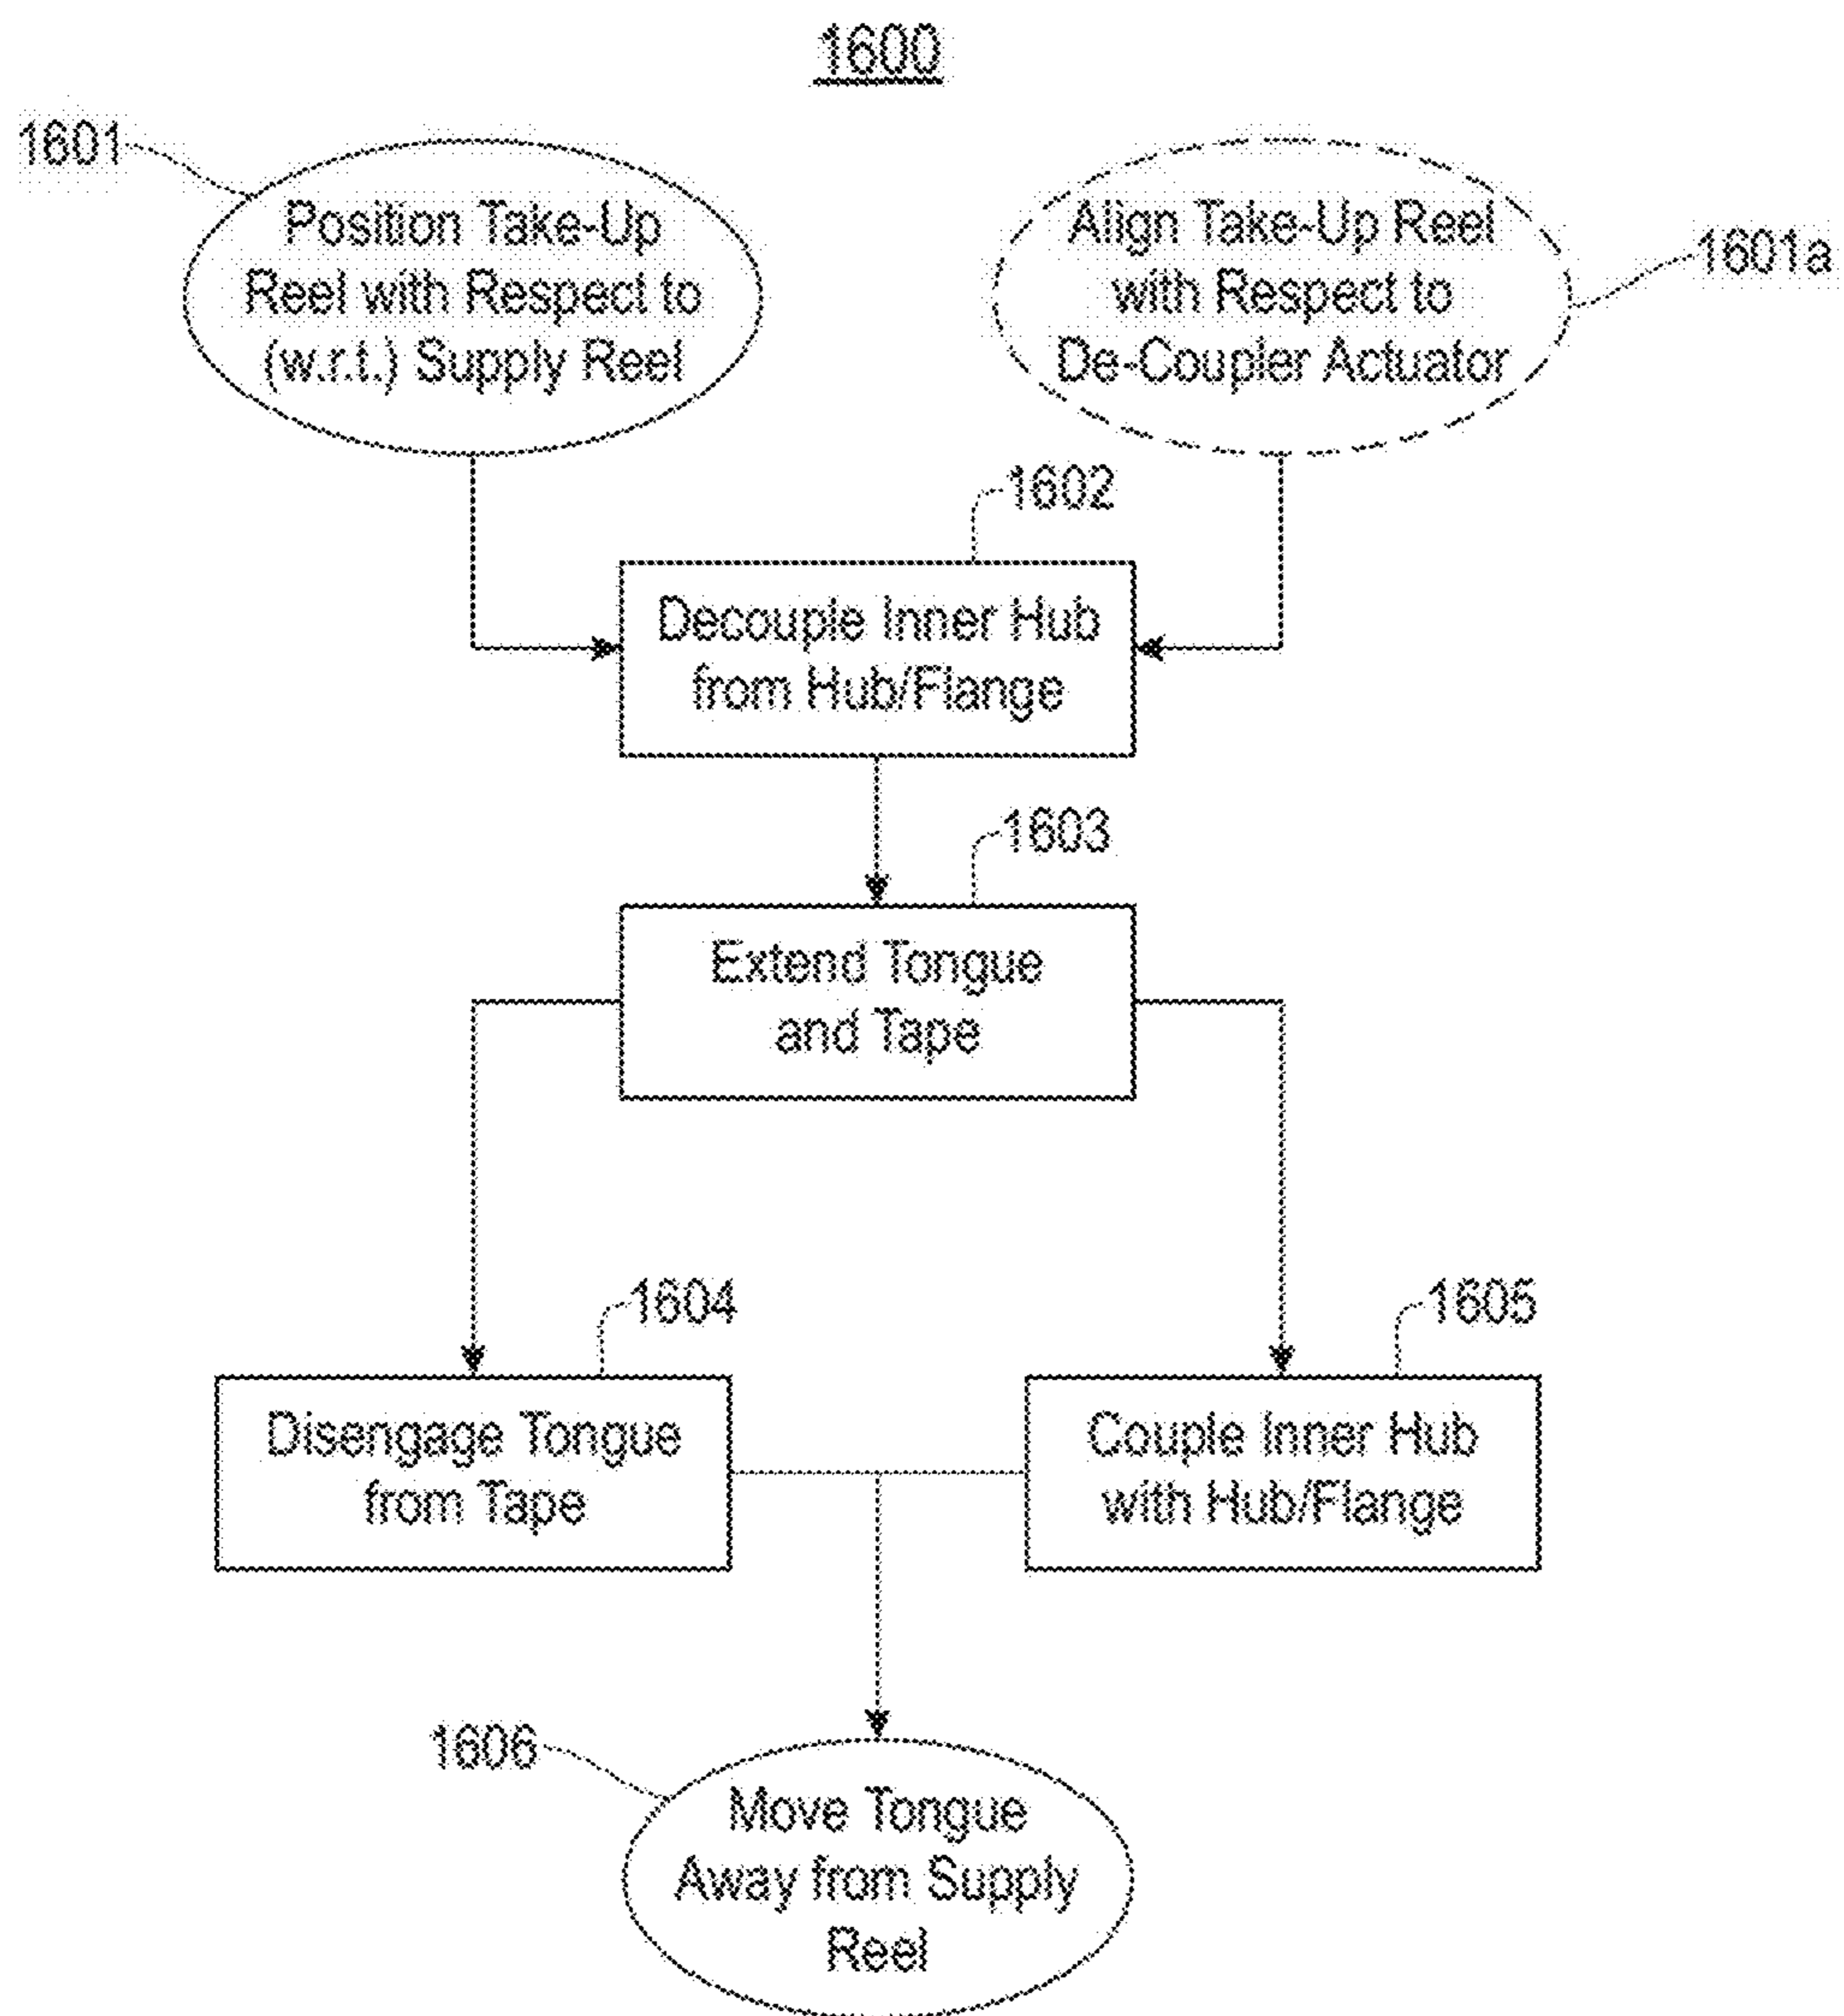 1600
1601
Position Take-Up
Reel with Respect to
(w.r.t.) Supply Reel
Align Take-Up Reel
with Respect to
De-Coupler Actuator
1601a
1602
Decouple Inner Hub
from Hub/Flange
1603
Extend Tongue
and Tape
1604
Disengage Tongue
from Tape
1605
Couple Inner Hub
with Hub/Flange
1606
Move Tongue
Away from Supply
Reel